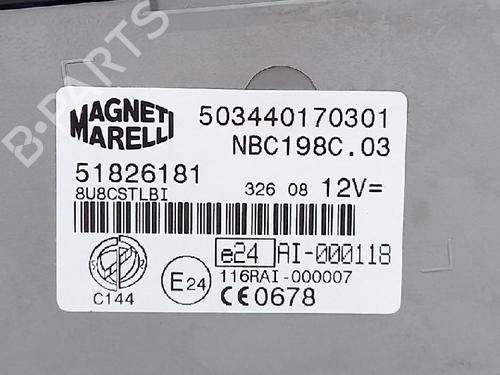 B-PARTS
MAGNETI MARELLI
503440170301
NBC198C.03
51826181
8U8CSTLBI
326 08 12V=
e24 AI-000118
116RAI-000007
C144
E24
CE0678